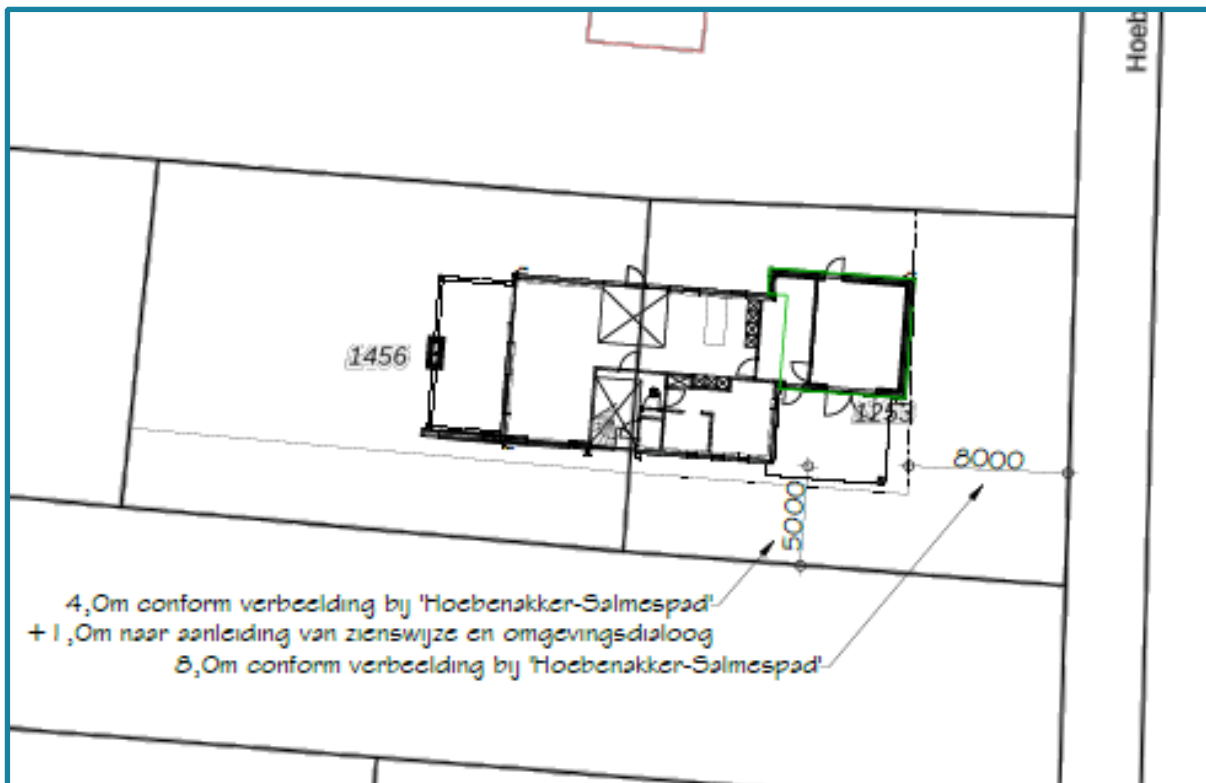 Hoeb
1456
1253
8000
5000
4,0m conform verbeelding bij 'Hoebenakker-Salmespad'
+1,0m naar aanleiding van zienswijze en omgevingsdialoog
8,0m conform verbeelding bij 'Hoebenakker-Salmespad'